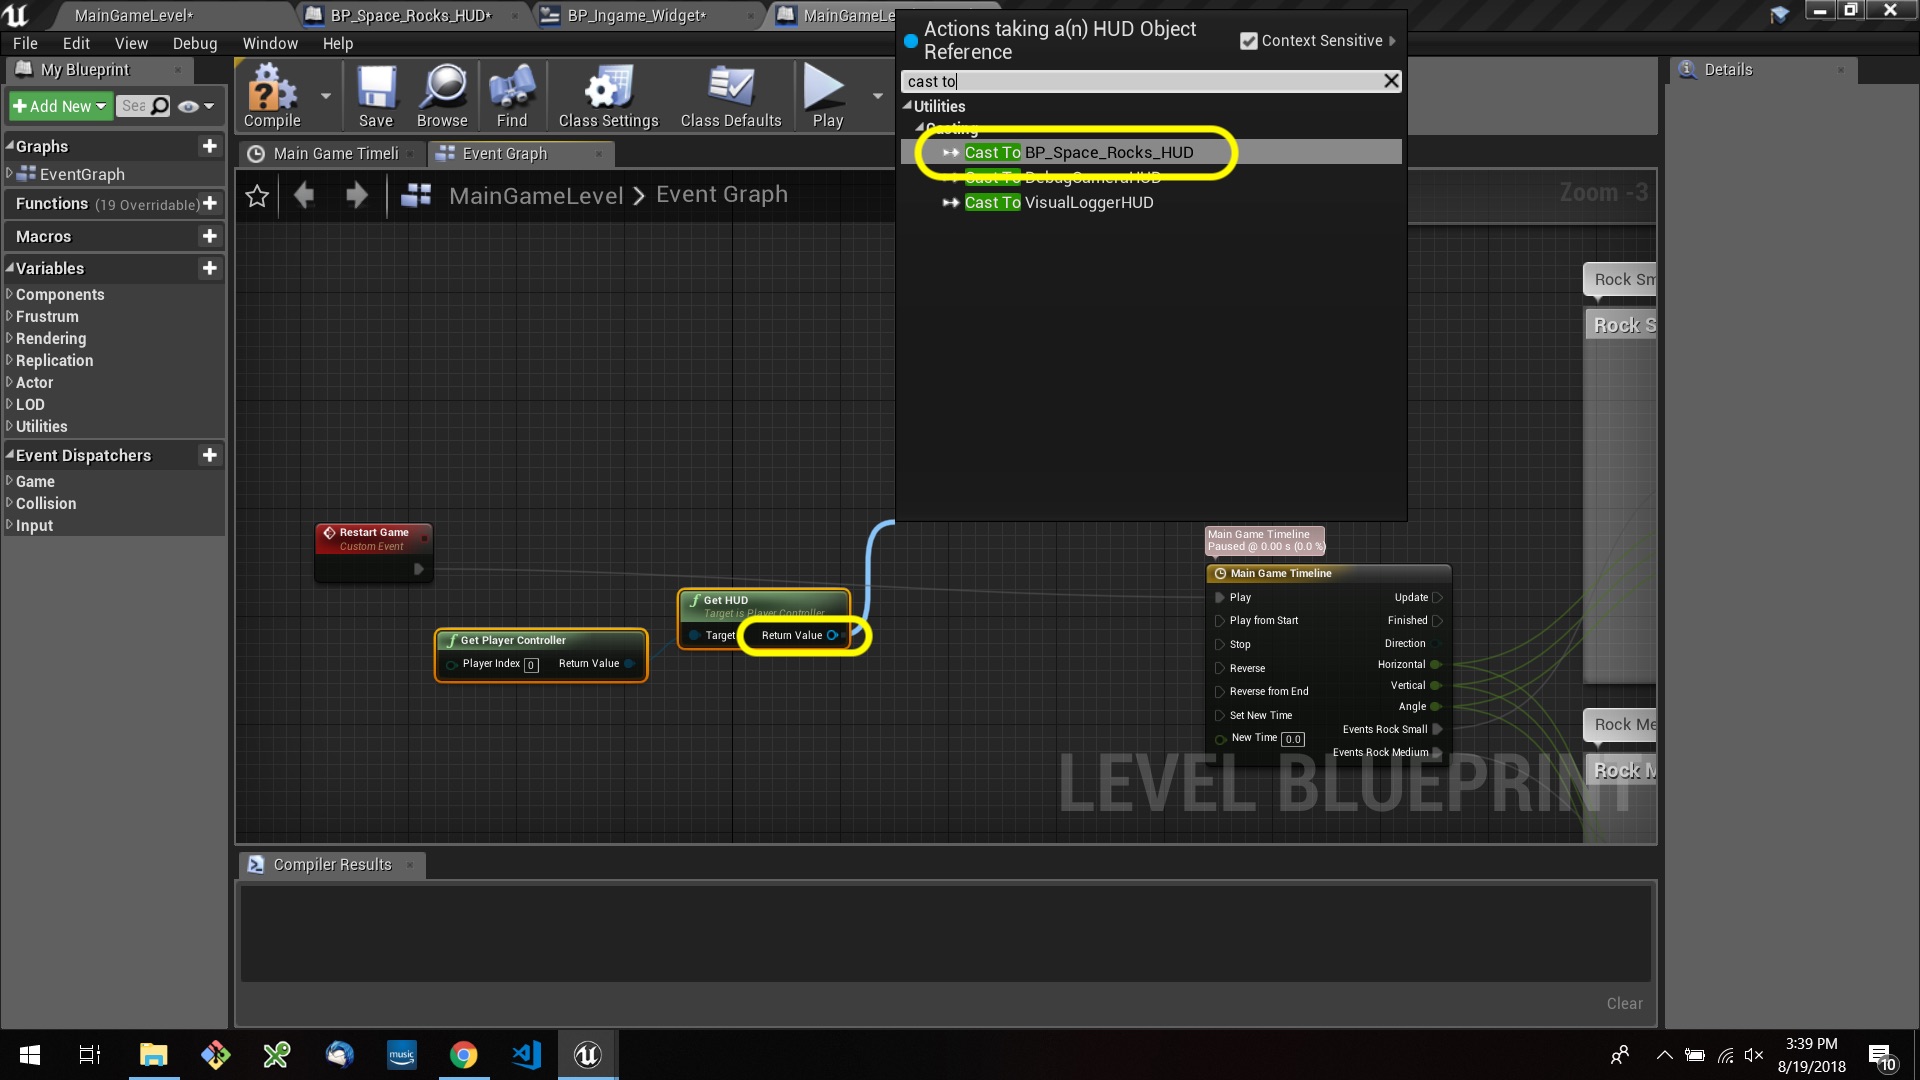 MainGameLevel*
BP_Space_Rocks_HUD*
BP_Ingame_Widget*
MainGameLe
File
Edit
View
Debug
Window
Help
My Blueprint
Add New
Sea
Graphs
EventGraph
Functions (19 Overridable)
Macros
Variables
Components
Frustrum
Rendering
Replication
Actor
LOD
Utilities
Event Dispatchers
Game
Collision
Input
Compile
Save
Browse
Find
Class Settings
Class Defaults
Play
Main Game Timeli
Event Graph
MainGameLevel > Event Graph
Zoom -3
Actions taking a(n) HUD Object
Reference
Context Sensitive
cast to
Utilities
Casting
Cast To BP_Space_Rocks_HUD
Cast To DebugCameraHUD
Cast To VisualLoggerHUD
Restart Game
Custom Event
Get Player Controller
Player Index 0
Return Value
Get HUD
Target is Player Controller
Target
Return Value
Main Game Timeline
Paused @ 0.00 s (0.0 %)
Main Game Timeline
Play
Update
Play from Start
Finished
Stop
Direction
Reverse
Horizontal
Reverse from End
Vertical
Set New Time
Angle
New Time 0.0
Events Rock Small
Events Rock Medium
Rock Sm
Rock S
Rock Me
Rock M
LEVEL BLUEPRINT
Compiler Results
Clear
Details
music
3:39 PM
8/19/2018
10